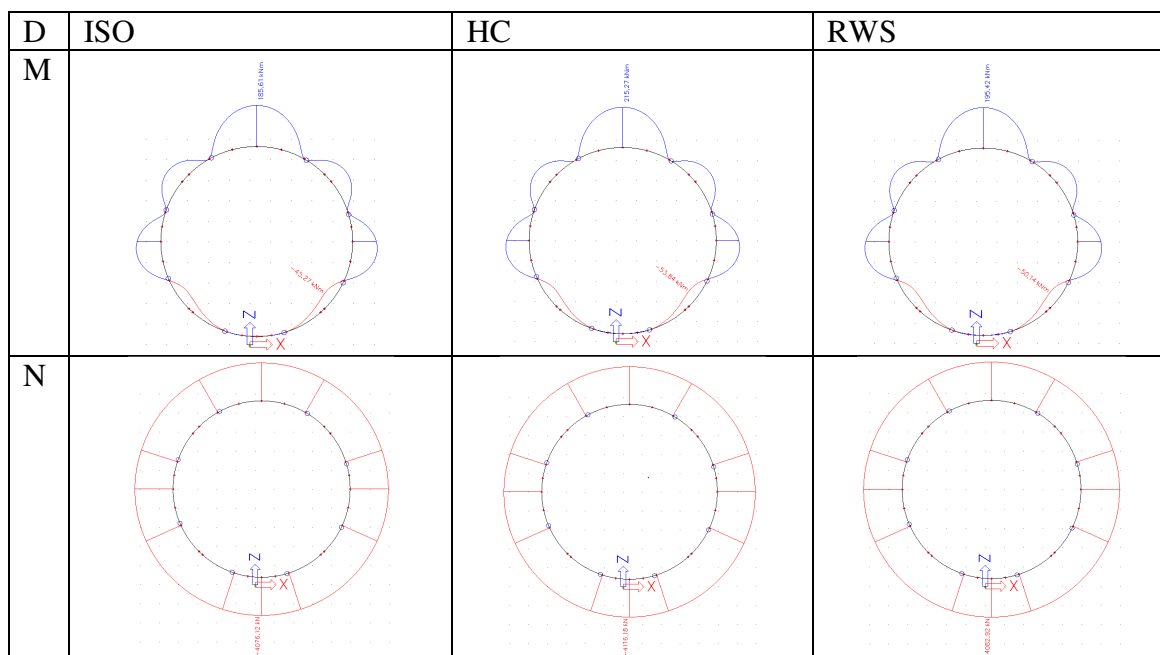 D ISO HC RWS
M
185.61 kNm
-45.27 kNm
Z
X
215.27 kNm
-53.84 kNm
Z
X
195.42 kNm
-50.14 kNm
Z
X
N
Z
X
-4076.12 kN
Z
X
-4116.18 kN
Z
X
-4082.92 kN